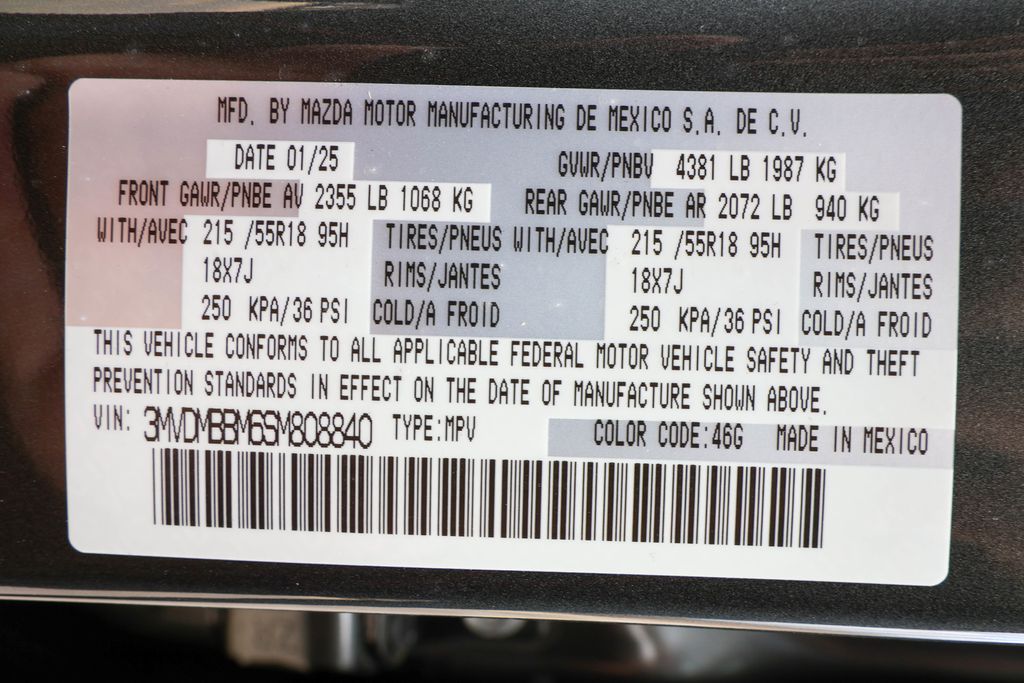 MFD. BY MAZDA MOTOR MANUFACTURING DE MEXICO S.A. DE C.V.
DATE 01/25 GVWR/PNBV 4381 LB 1987 KG
FRONT GAWR/PNBE AV 2355 LB 1068 KG REAR GAWR/PNBE AR 2072 LB 940 KG
WITH/AVEC 215 /55R18 95H TIRES/PNEUS WITH/AVEC 215 /55R18 95H TIRES/PNEUS
18X7J RIMS/JANTES 18X7J RIMS/JANTES
250 KPA/36 PSI COLD/A FROID 250 KPA/36 PSI COLD/A FROID
THIS VEHICLE CONFORMS TO ALL APPLICABLE FEDERAL MOTOR VEHICLE SAFETY AND THEFT
PREVENTION STANDARDS IN EFFECT ON THE DATE OF MANUFACTURE SHOWN ABOVE.
VIN: 3MVDMBBM6SM808840 TYPE:MPV COLOR CODE:46G MADE IN MEXICO